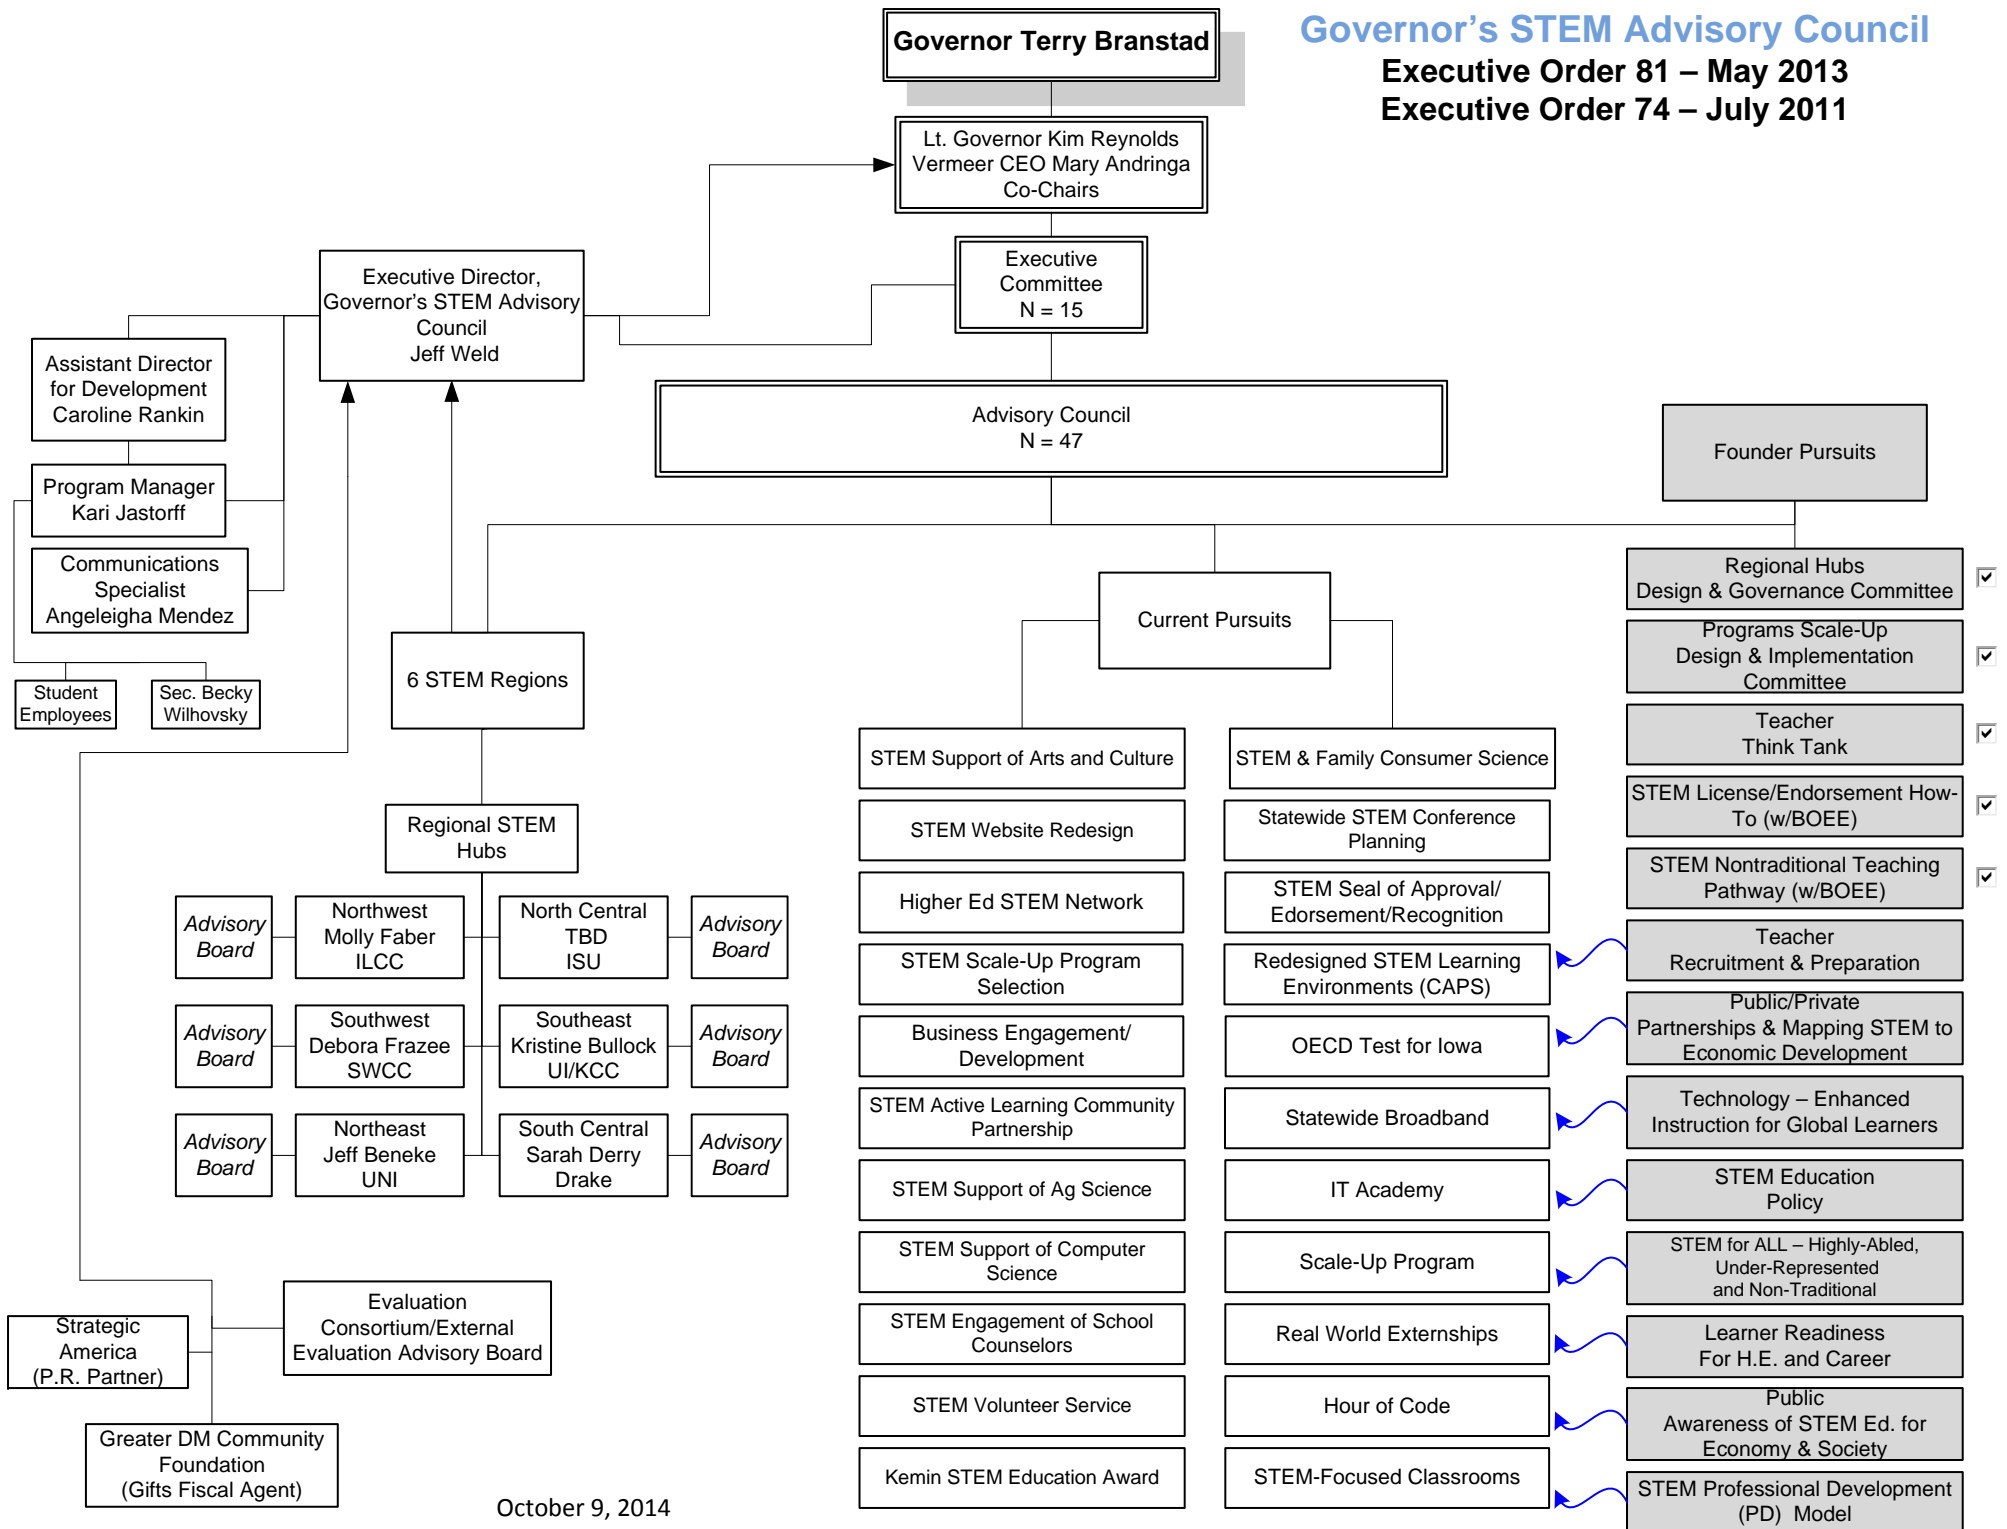 Governor Terry Branstad
Governor's STEM Advisory Council
Executive Order 81 – May 2013
Executive Order 74 – July 2011
Lt. Governor Kim Reynolds
Vermeer CEO Mary Andringa
Co-Chairs
Executive
Committee
N = 15
Executive Director,
Governor's STEM Advisory
Council
Jeff Weld
Assistant Director
for Development
Caroline Rankin
Program Manager
Kari Jastorff
Communications
Specialist
Angeleigha Mendez
Student
Employees
Sec. Becky
Wilhovsky
Advisory Council
N = 47
Founder Pursuits
6 STEM Regions
Current Pursuits
Regional STEM
Hubs
Advisory
Board
Northwest
Molly Faber
ILCC
North Central
TBD
ISU
Advisory
Board
Advisory
Board
Southwest
Debora Frazee
SWCC
Southeast
Kristine Bullock
UI/KCC
Advisory
Board
Advisory
Board
Northeast
Jeff Beneke
UNI
South Central
Sarah Derry
Drake
Advisory
Board
Strategic
America
(P.R. Partner)
Evaluation
Consortium/External
Evaluation Advisory Board
Greater DM Community
Foundation
(Gifts Fiscal Agent)
STEM Support of Arts and Culture
STEM Website Redesign
Higher Ed STEM Network
STEM Scale-Up Program
Selection
Business Engagement/
Development
STEM Active Learning Community
Partnership
STEM Support of Ag Science
STEM Support of Computer
Science
STEM Engagement of School
Counselors
STEM Volunteer Service
Kemin STEM Education Award
STEM & Family Consumer Science
Statewide STEM Conference
Planning
STEM Seal of Approval/
Edorsement/Recognition
Redesigned STEM Learning
Environments (CAPS)
OECD Test for Iowa
Statewide Broadband
IT Academy
Scale-Up Program
Real World Externships
Hour of Code
STEM-Focused Classrooms
Regional Hubs
Design & Governance Committee
Programs Scale-Up
Design & Implementation
Committee
Teacher
Think Tank
STEM License/Endorsement How-
To (w/BOEE)
STEM Nontraditional Teaching
Pathway (w/BOEE)
Teacher
Recruitment & Preparation
Public/Private
Partnerships & Mapping STEM to
Economic Development
Technology – Enhanced
Instruction for Global Learners
STEM Education
Policy
STEM for ALL – Highly-Abled,
Under-Represented
and Non-Traditional
Learner Readiness
For H.E. and Career
Public
Awareness of STEM Ed. for
Economy & Society
STEM Professional Development
(PD) Model
October 9, 2014